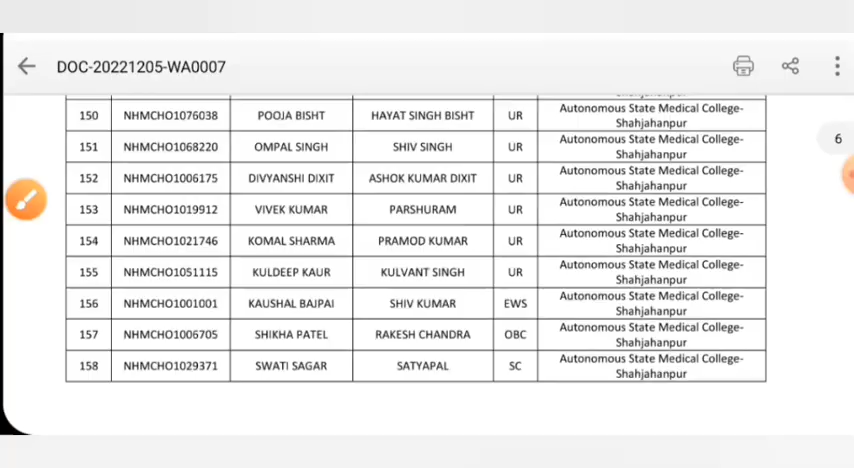 DOC-20221205-WA0007
150 NHMCHO1076038 POOJA BISHT HAYAT SINGH BISHT UR Autonomous State Medical College-
Shahjahanpur
6
151 NHMCHO1068220 OMPAL SINGH SHIV SINGH UR Autonomous State Medical College-
Shahjahanpur
152 NHMCHO1006175 DIVYANSHI DIXIT ASHOK KUMAR DIXIT UR Autonomous State Medical College-
Shahjahanpur
153 NHMCHO1019912 VIVEK KUMAR PARSHURAM UR Autonomous State Medical College-
Shahjahanpur
154 NHMCHO1021746 KOMAL SHARMA PRAMOD KUMAR UR Autonomous State Medical College-
Shahjahanpur
155 NHMCHO1051115 KULDEEP KAUR KULVANT SINGH UR Autonomous State Medical College-
Shahjahanpur
156 NHMCHO1001001 KAUSHAL BAJPAI SHIV KUMAR EWS Autonomous State Medical College-
Shahjahanpur
157 NHMCHO1006705 SHIKHA PATEL RAKESH CHANDRA OBC Autonomous State Medical College-
Shahjahanpur
158 NHMCHO1029371 SWATI SAGAR SATYAPAL SC Autonomous State Medical College-
Shahjahanpur